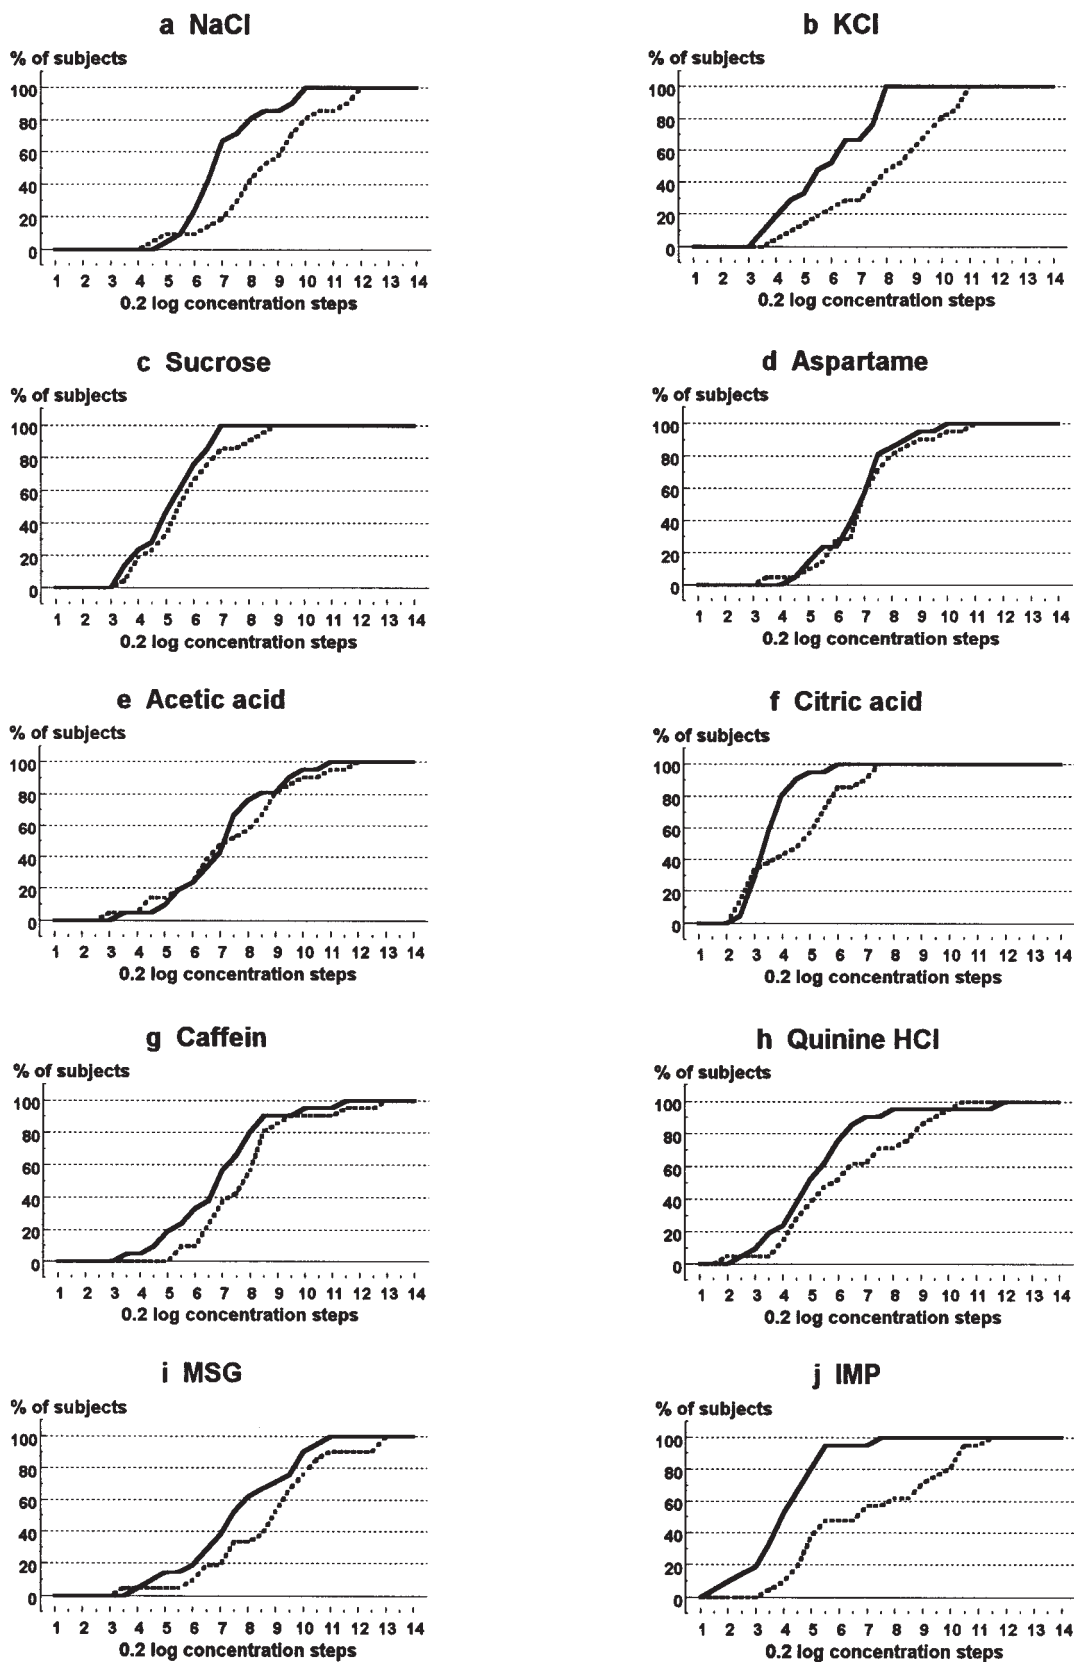 a NaCl
% of subjects
100
80
60
40
20
0
1 2 3 4 5 6 7 8 9 10 11 12 13 14
0.2 log concentration steps
b KCl
% of subjects
100
80
60
40
20
0
1 2 3 4 5 6 7 8 9 10 11 12 13 14
0.2 log concentration steps
c Sucrose
% of subjects
100
80
60
40
20
0
1 2 3 4 5 6 7 8 9 10 11 12 13 14
0.2 log concentration steps
d Aspartame
% of subjects
100
80
60
40
20
0
1 2 3 4 5 6 7 8 9 10 11 12 13 14
0.2 log concentration steps
e Acetic acid
% of subjects
100
80
60
40
20
0
1 2 3 4 5 6 7 8 9 10 11 12 13 14
0.2 log concentration steps
f Citric acid
% of subjects
100
80
60
40
20
0
1 2 3 4 5 6 7 8 9 10 11 12 13 14
0.2 log concentration steps
g Caffein
% of subjects
100
80
60
40
20
0
1 2 3 4 5 6 7 8 9 10 11 12 13 14
0.2 log concentration steps
h Quinine HCl
% of subjects
100
80
60
40
20
0
1 2 3 4 5 6 7 8 9 10 11 12 13 14
0.2 log concentration steps
i MSG
% of subjects
100
80
60
40
20
0
1 2 3 4 5 6 7 8 9 10 11 12 13 14
0.2 log concentration steps
j IMP
% of subjects
100
80
60
40
20
0
1 2 3 4 5 6 7 8 9 10 11 12 13 14
0.2 log concentration steps